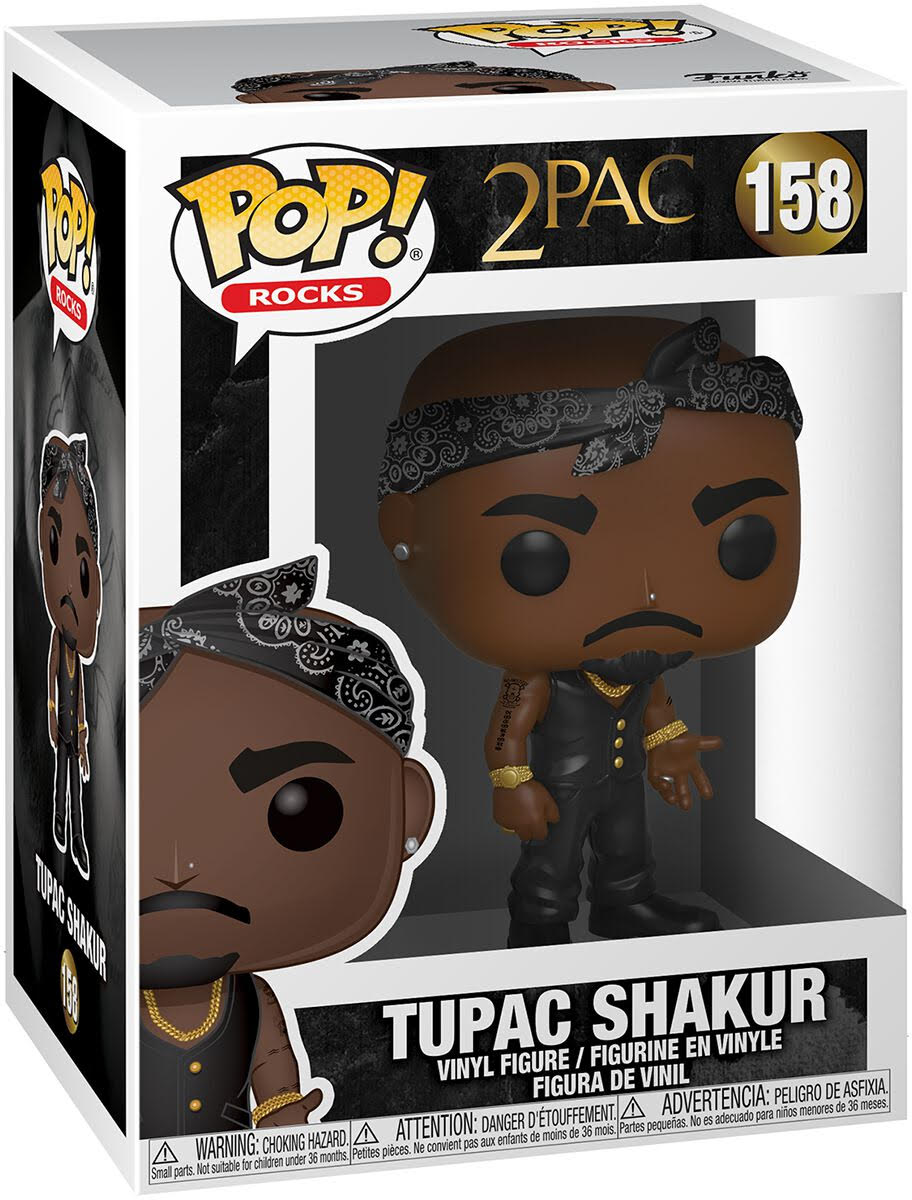 POP!®
ROCKS
Funko
POP!®
ROCKS
2PAC
158
POP!®
ROCKS
TUPAC SHAKUR
158
TUPAC SHAKUR
VINYL FIGURE / FIGURINE EN VINYLE
FIGURA DE VINIL
WARNING: CHOKING HAZARD.
Small parts. Not suitable for children under 36 months.
ATTENTION: DANGER D'ÉTOUFFEMENT.
Petites pièces. Ne convient pas aux enfants de moins de 36 mois.
ADVERTENCIA: PELIGRO DE ASFIXIA.
Partes pequeñas. No es adecuado para niños menores de 36 meses.